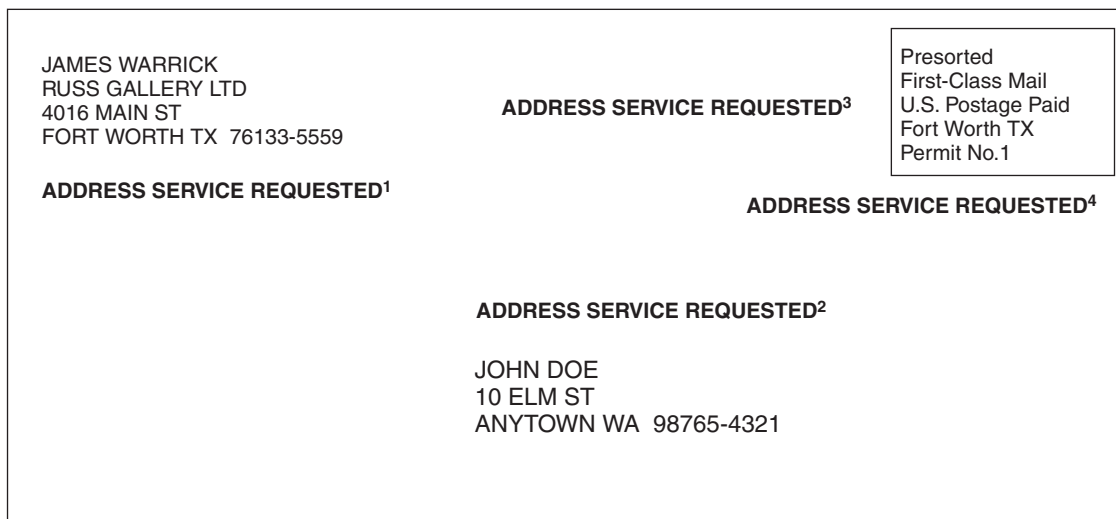 JAMES WARRICK
RUSS GALLERY LTD
4016 MAIN ST
FORT WORTH TX 76133-5559
ADDRESS SERVICE REQUESTED¹
ADDRESS SERVICE REQUESTED³
Presorted
First-Class Mail
U.S. Postage Paid
Fort Worth TX
Permit No.1
ADDRESS SERVICE REQUESTED⁴
ADDRESS SERVICE REQUESTED²
JOHN DOE
10 ELM ST
ANYTOWN WA 98765-4321